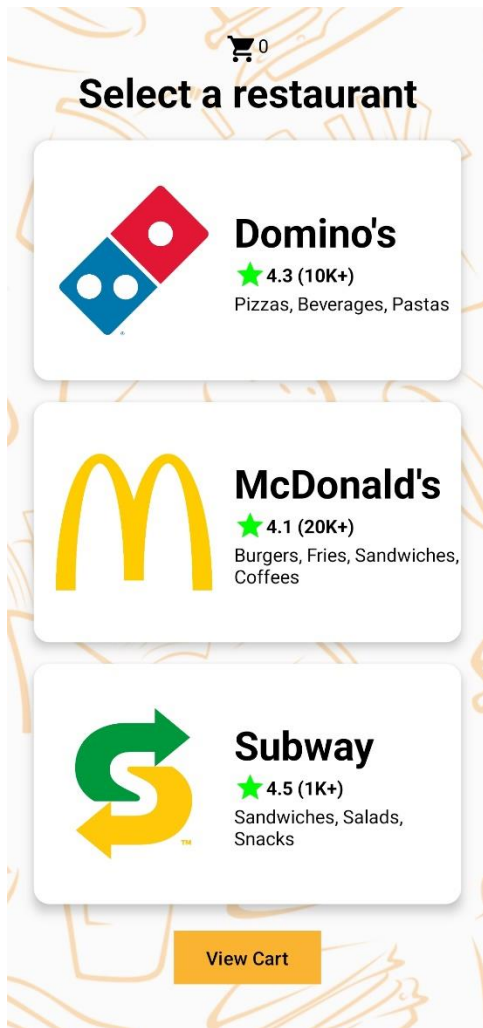 0
Select a restaurant
Domino's
4.3 (10K+)
Pizzas, Beverages, Pastas
McDonald's
4.1 (20K+)
Burgers, Fries, Sandwiches,
Coffees
Subway
4.5 (1K+)
Sandwiches, Salads,
Snacks
TM
View Cart